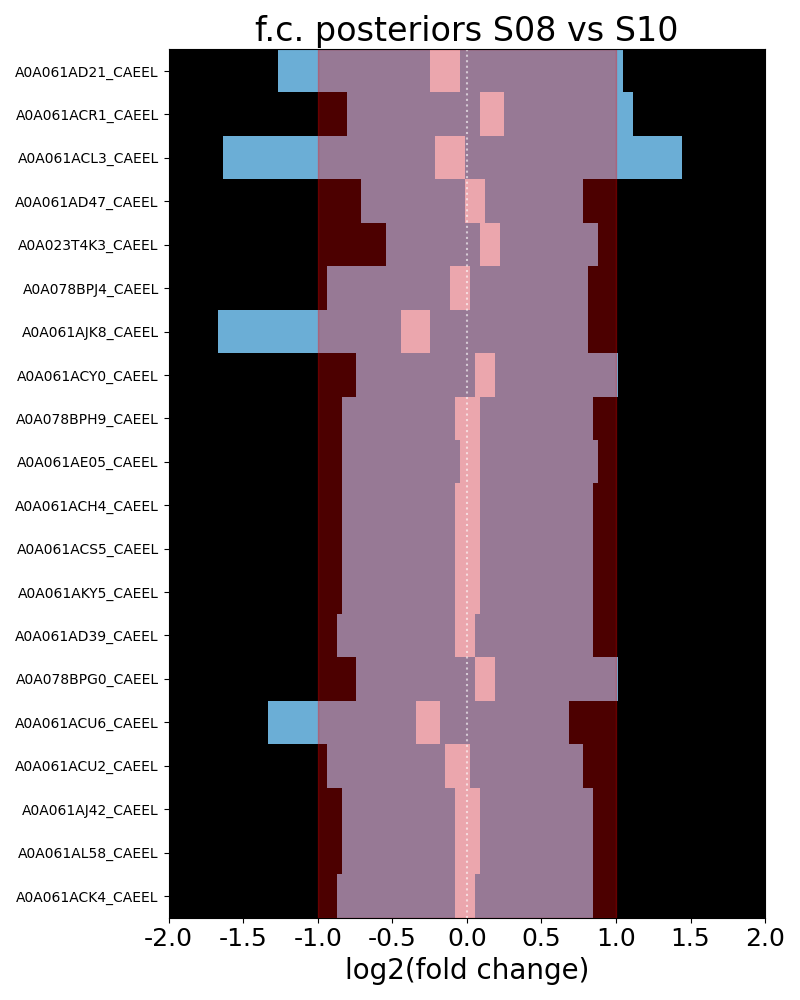 f.c. posteriors S08 vs S10
A0A061AD21_CAEEL
A0A061ACR1_CAEEL
A0A061ACL3_CAEEL
A0A061AD47_CAEEL
A0A023T4K3_CAEEL
A0A078BPJ4_CAEEL
A0A061AJK8_CAEEL
A0A061ACY0_CAEEL
A0A078BPH9_CAEEL
A0A061AE05_CAEEL
A0A061ACH4_CAEEL
A0A061ACS5_CAEEL
A0A061AKY5_CAEEL
A0A061AD39_CAEEL
A0A078BPG0_CAEEL
A0A061ACU6_CAEEL
A0A061ACU2_CAEEL
A0A061AJ42_CAEEL
A0A061AL58_CAEEL
A0A061ACK4_CAEEL
-2.0 -1.5 -1.0 -0.5 0.0 0.5 1.0 1.5 2.0
log2(fold change)